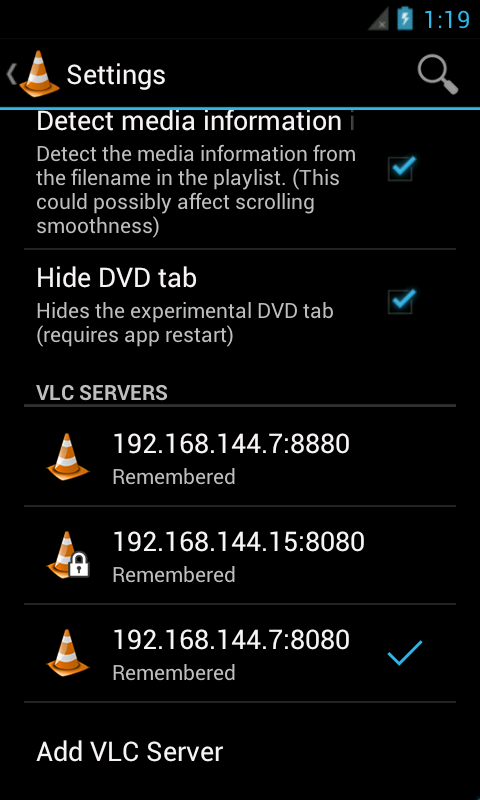 1:19
Settings
Detect media information
Detect the media information from
the filename in the playlist. (This
could possibly affect scrolling
smoothness)
Hide DVD tab
Hides the experimental DVD tab
(requires app restart)
VLC SERVERS
192.168.144.7:8880
Remembered
192.168.144.15:8080
Remembered
192.168.144.7:8080
Remembered
Add VLC Server